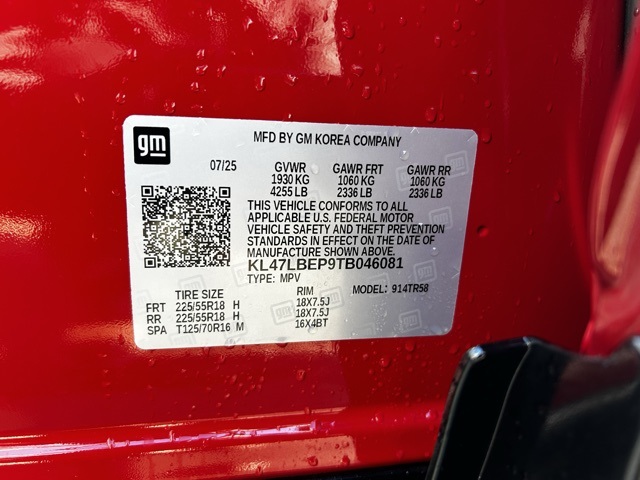 gm
MFD BY GM KOREA COMPANY
07/25 GVWR GAWR FRT GAWR RR
1930 KG 1060 KG 1060 KG
4255 LB 2336 LB 2336 LB
THIS VEHICLE CONFORMS TO ALL
APPLICABLE U.S. FEDERAL MOTOR
VEHICLE SAFETY AND THEFT PREVENTION
STANDARDS IN EFFECT ON THE DATE OF
MANUFACTURE SHOWN ABOVE.
KL47LBEP9TB046081
TYPE: MPV
TIRE SIZE RIM MODEL: 914TR58
FRT 225/55R18 H 18X7.5J
RR 225/55R18 H 18X7.5J
SPA T125/70R16 M 16X4BT